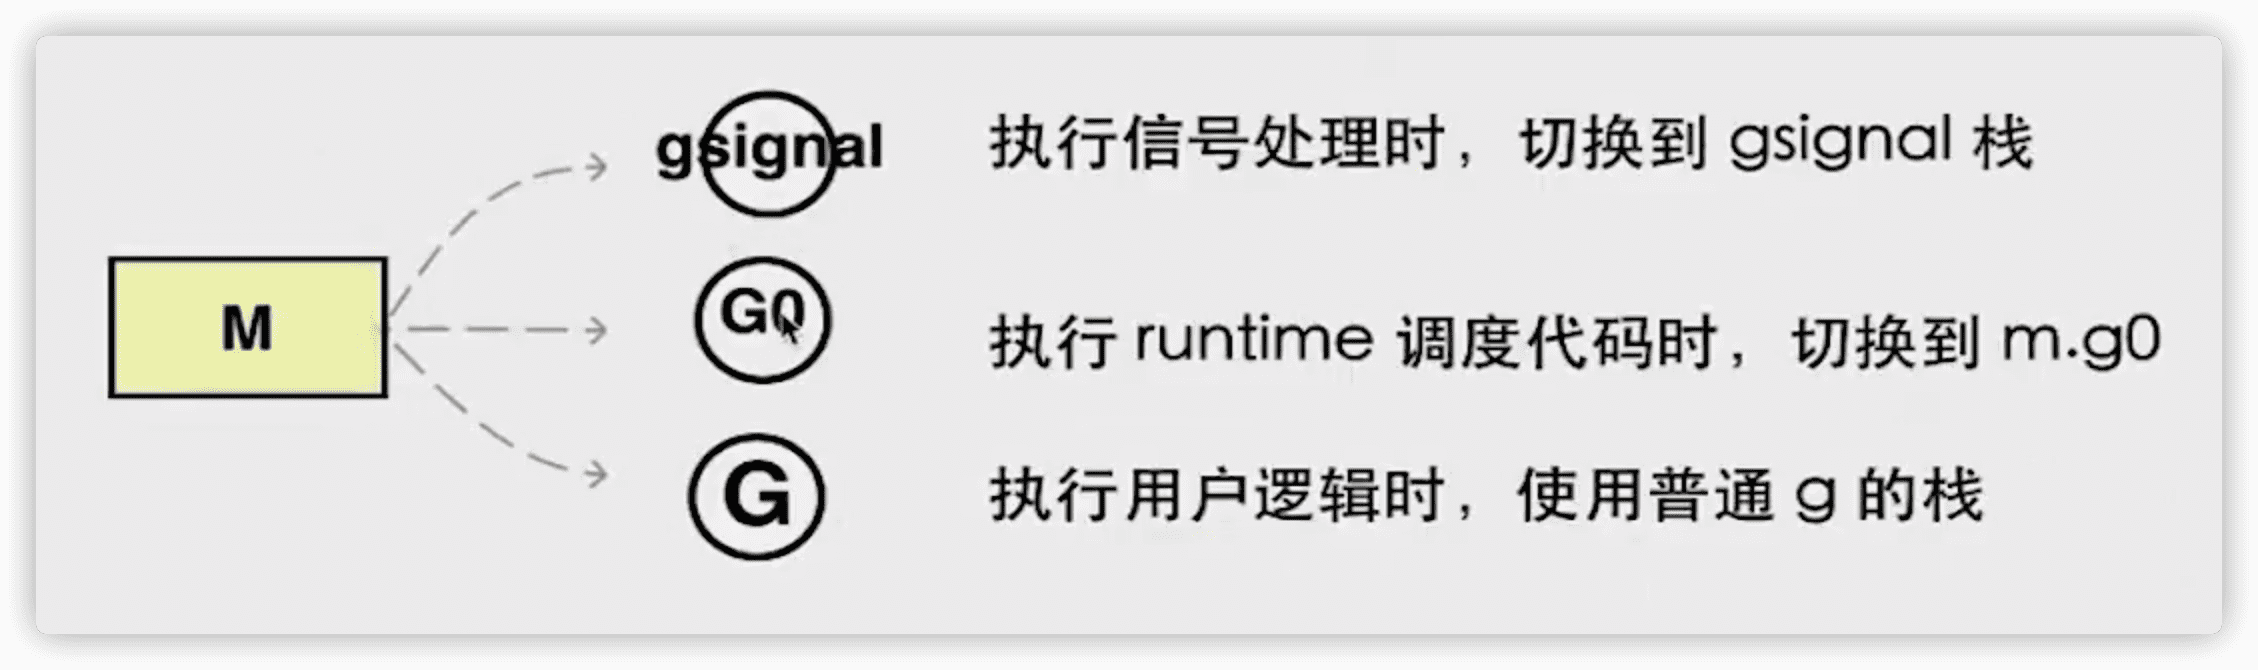 gsignal 执行信号处理时，切换到 gsignal 栈
M
G0 执行 runtime 调度代码时，切换到 m.g0
G 执行用户逻辑时，使用普通 g 的栈